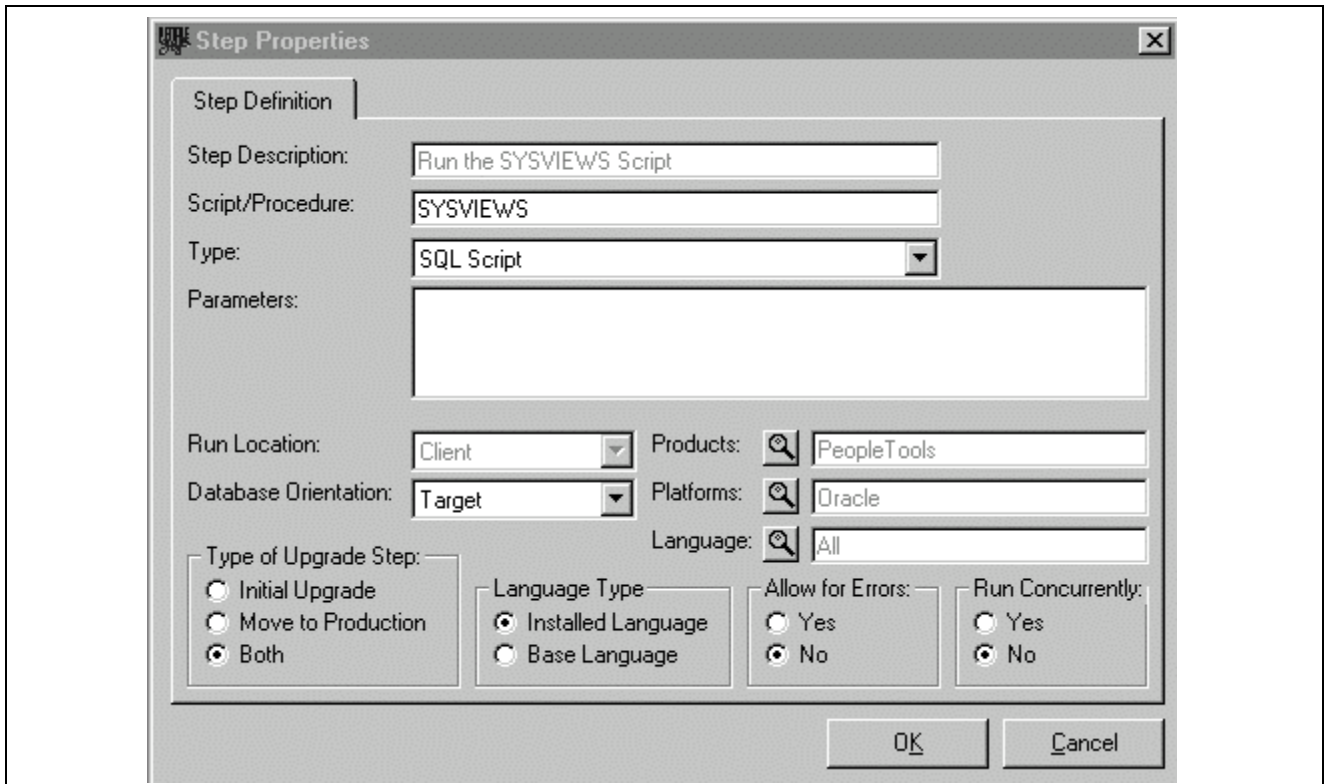 Step Properties
Step Definition
Step Description: Run the SYSVIEWS Script
Script/Procedure: SYSVIEWS
Type: SQL Script
Parameters:
Run Location: Client Products: PeopleTools
Database Orientation: Target Platforms: Oracle
Language: All
Type of Upgrade Step: Language Type Allow for Errors: Run Concurrently:
Initial Upgrade Installed Language Yes Yes
Move to Production Base Language No No
Both
OK Cancel